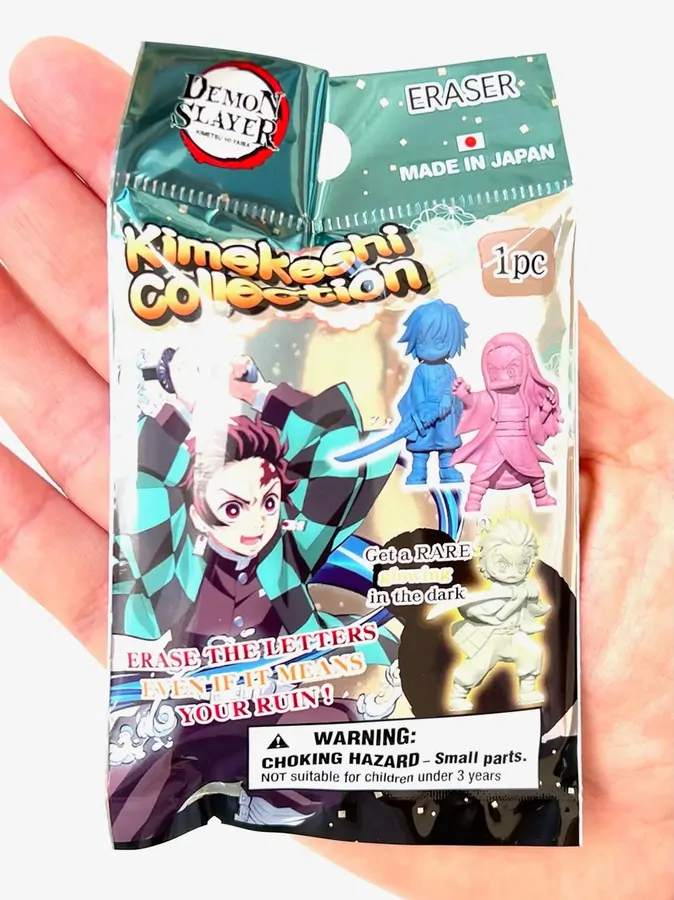 DEMON
SLAYER
KIMETSU NO YAIBA
ERASER
MADE IN JAPAN
Kimekeshi
Collection
1pc
Get a RARE
glowing
in the dark
ERASE THE LETTERS
EVEN IF IT MEANS
YOUR RUIN !
WARNING:
CHOKING HAZARD – Small parts.
NOT suitable for children under 3 years